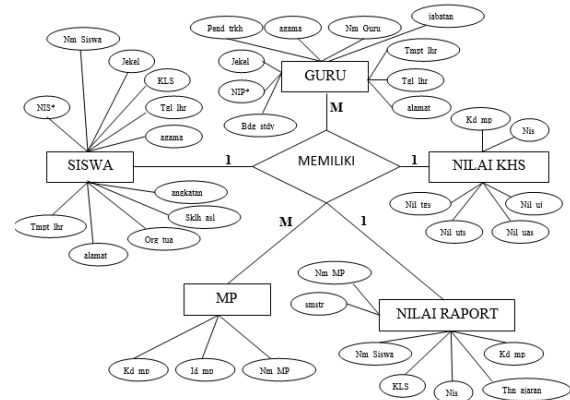 jabatan
Pend trkh
agama
Nm Guru
Nm Siswa
Jekel
Jekel
Tmpt lhr
GURU
KLS
Tgl lhr
NIP*
NIS*
Tgl lhr
alamat
M
Kd mp
Bdg stdy
Nis
agama
SISWA
1
MEMILIKI
1
NILAI KHS
angkatan
Nil tgs
Nil uj
Sklh asl
Tmpt lhr
M
1
Nil uts
Nil uas
Org tua
alamat
Nm MP
MP
smstr
NILAI RAPORT
Nm Siswa
Kd mp
Kd mp
Id mp
Nm MP
KLS
Nis
Thn ajaran